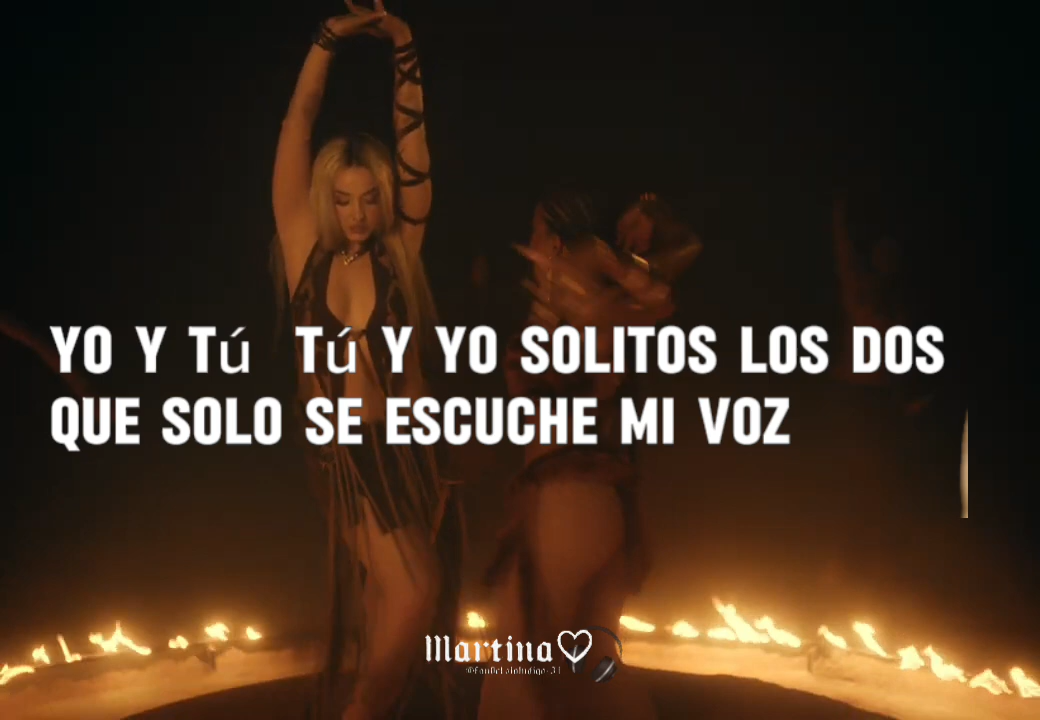 YO Y Tú Tú Y YO SOLITOS LOS DOS
QUE SOLO SE ESCUCHE MI VOZ
Martina